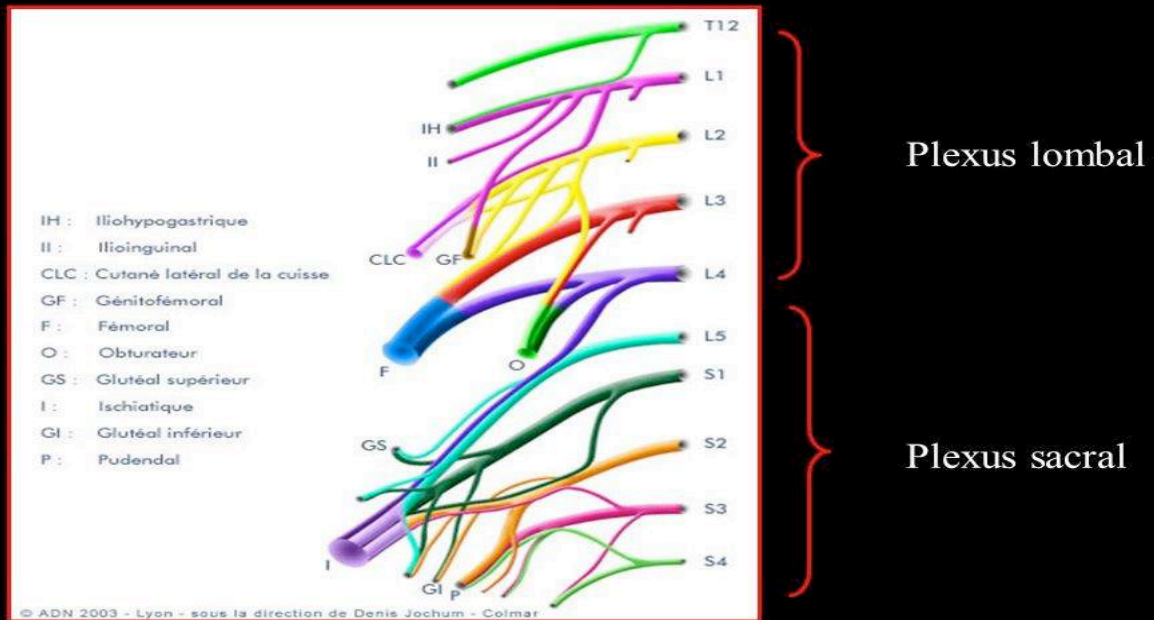 T12
L1
IH
L2
II
L3
IH : Iliohypogastrique
II : Ilioinguinal
CLC : Cutané latéral de la cuisse
GF : Génitofémoral
F : Fémoral
O : Obturateur
GS : Glutéal supérieur
I : Ischiatique
GI : Glutéal inférieur
P : Pudendal
CLC GF
L4
L5
F
O
S1
GS
S2
S3
I
S4
GI P
© ADN 2003 - Lyon - sous la direction de Denis Jochum - Colmar
Plexus lombal
Plexus sacral